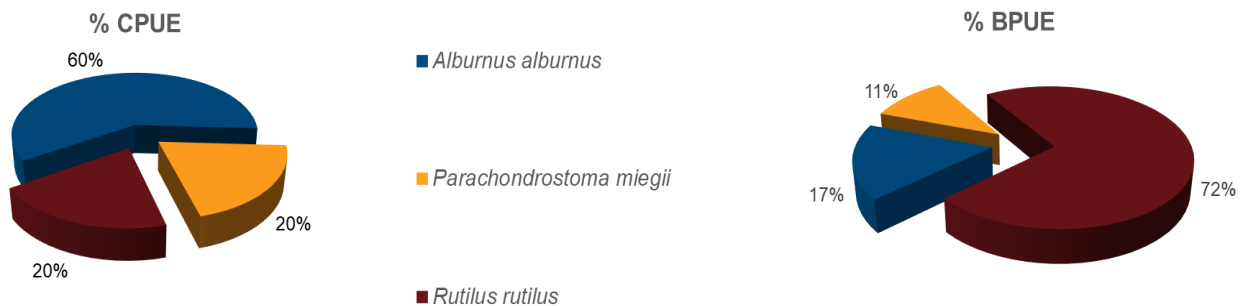 % CPUE
60%
20%
20%
Alburnus alburnus
Parachondrostoma miegii
Rutilus rutilus
% BPUE
11%
17%
72%